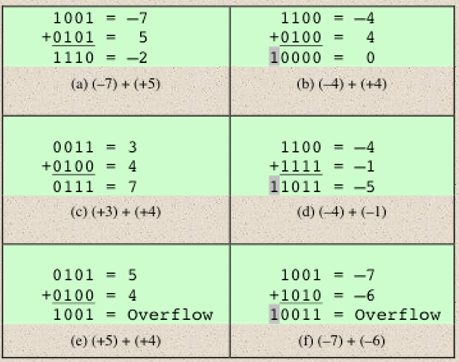 1001 = –7
+0101 = 5
1110 = –2
(a) (–7) + (+5)
1100 = –4
+0100 = 4
10000 = 0
(b) (–4) + (+4)
0011 = 3
+0100 = 4
0111 = 7
(c) (+3) + (+4)
1100 = –4
+1111 = –1
11011 = –5
(d) (–4) + (–1)
0101 = 5
+0100 = 4
1001 = Overflow
(e) (+5) + (+4)
1001 = –7
+1010 = –6
10011 = Overflow
(f) (–7) + (–6)